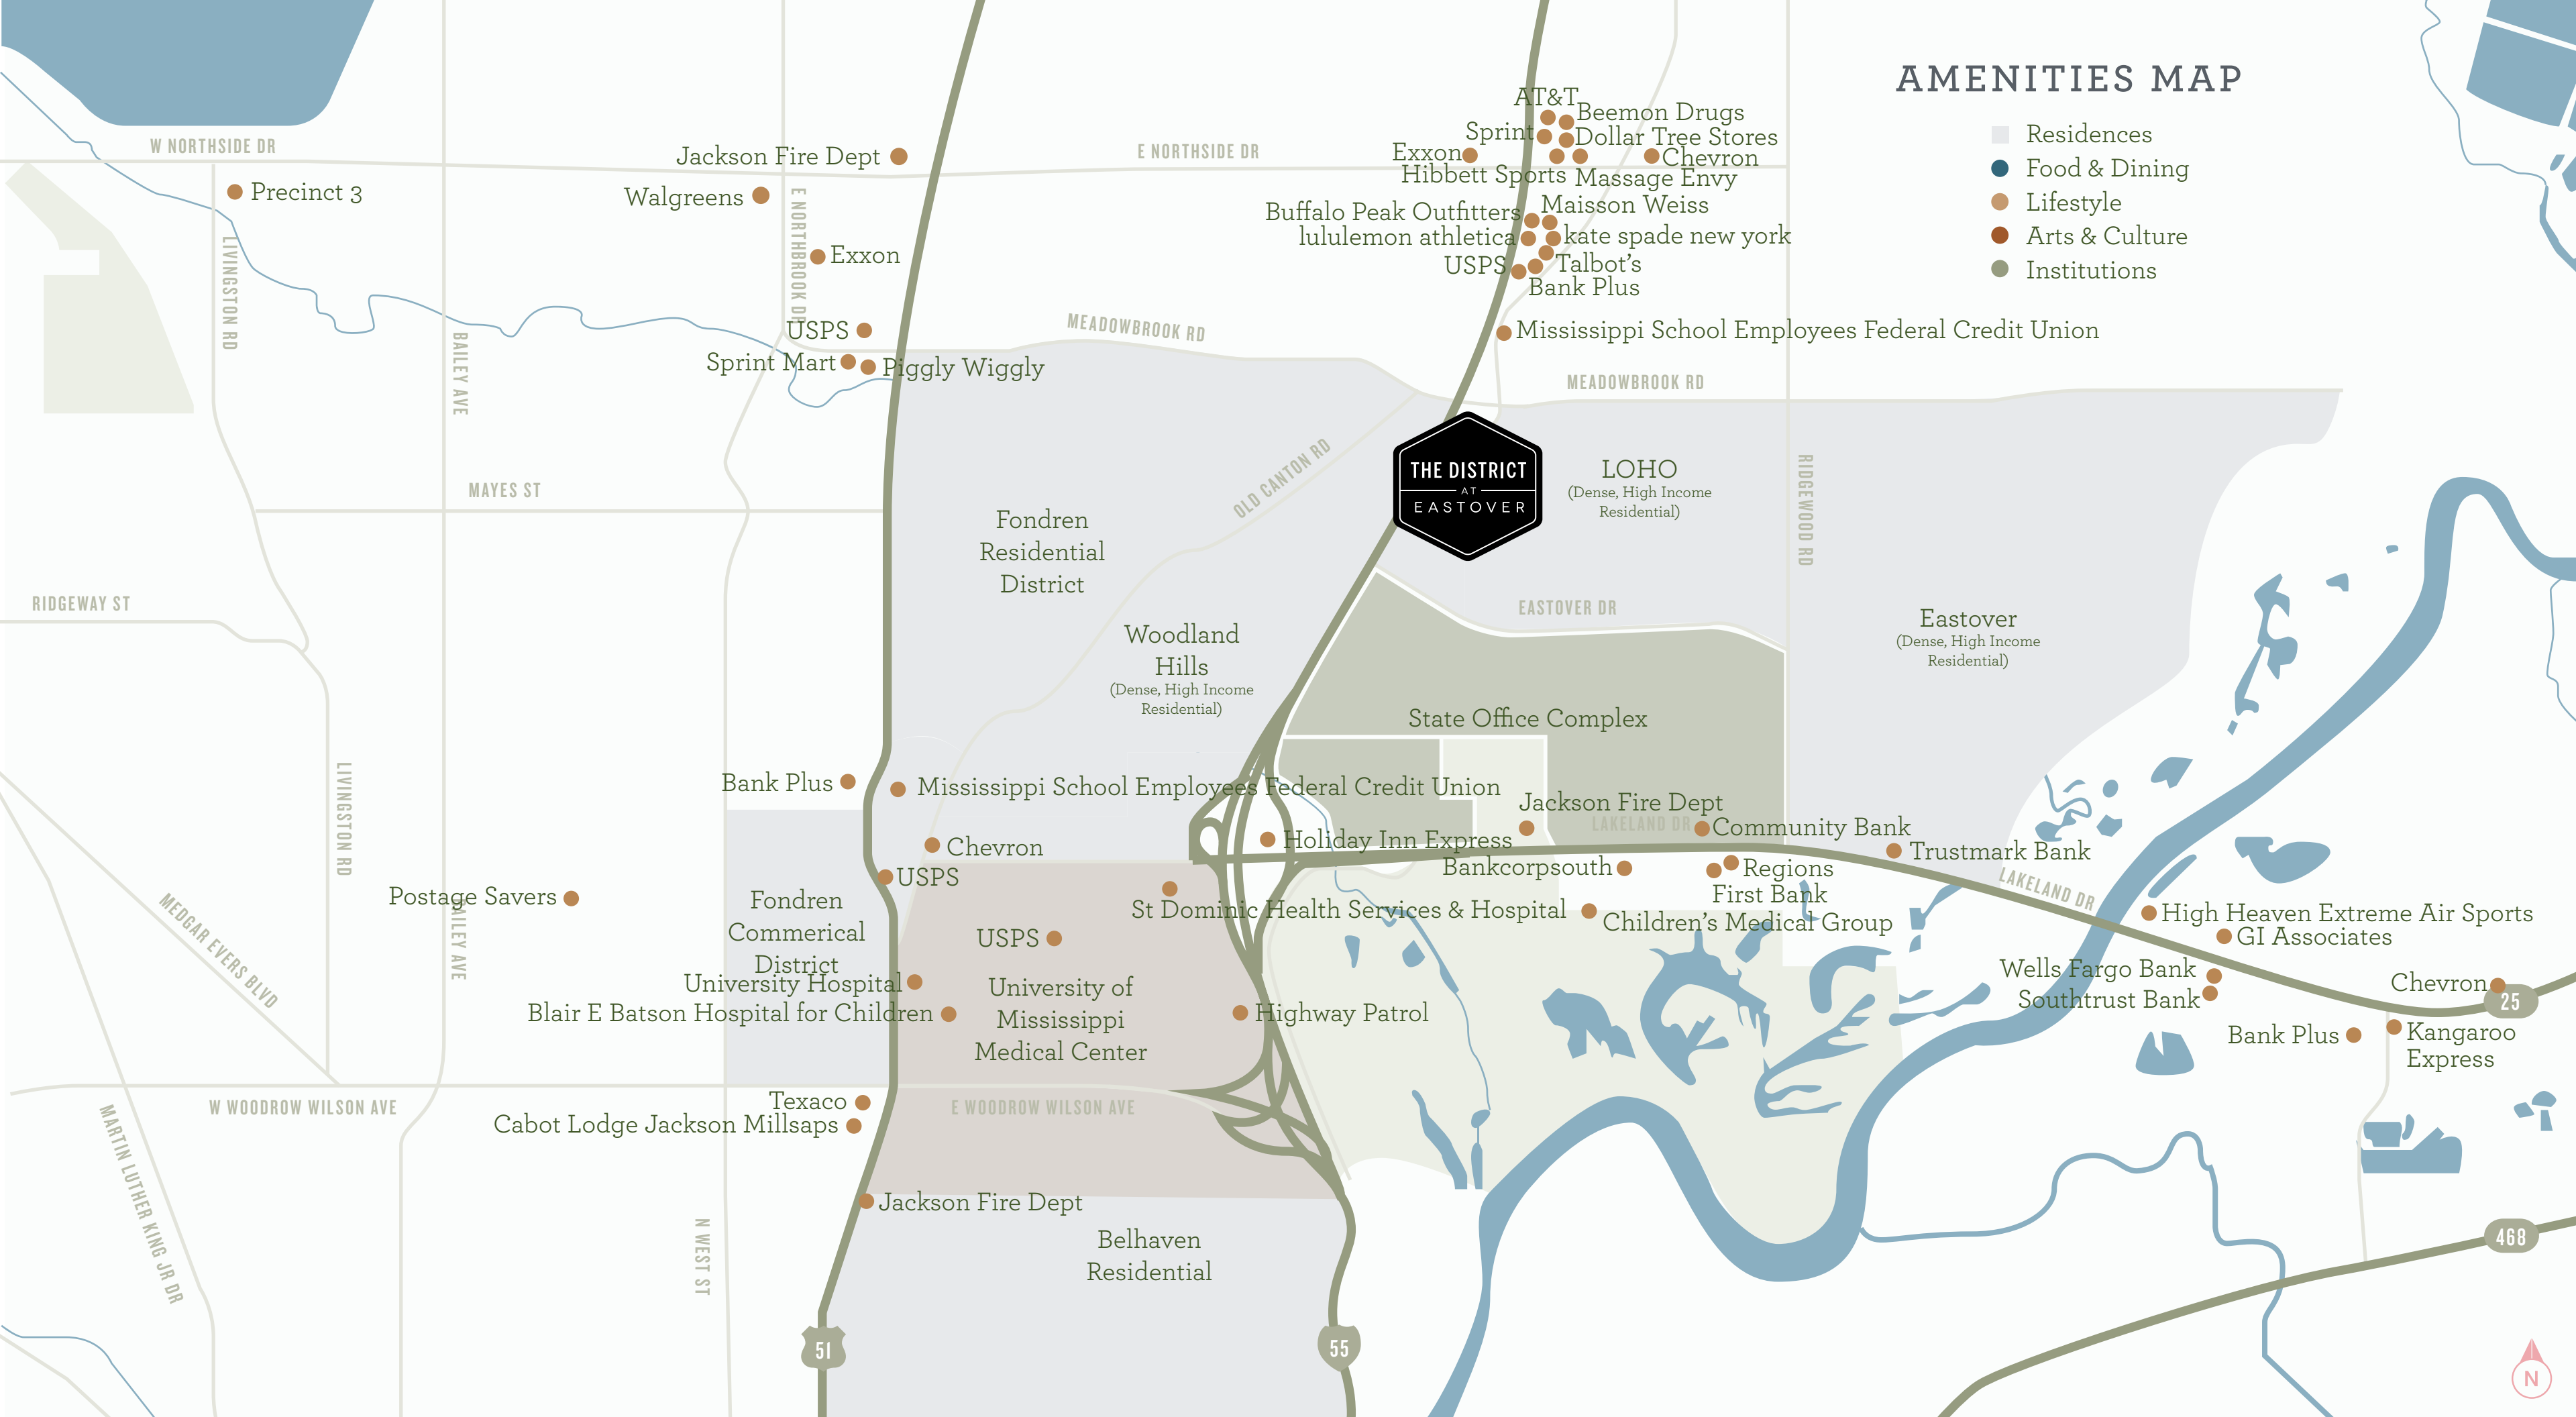 AMENITIES MAP
Residences
Food & Dining
Lifestyle
Arts & Culture
Institutions
AT&T
Beemon Drugs
Sprint
Dollar Tree Stores
Exxon
Chevron
Hibbett Sports
Massage Envy
Maisson Weiss
Buffalo Peak Outfitters
lululemon athletica
kate spade new york
USPS
Talbot's
Bank Plus
Mississippi School Employees Federal Credit Union
W NORTHSIDE DR
Jackson Fire Dept
E NORTHSIDE DR
Precinct 3
Walgreens
E NORTHBROOK DR
Exxon
LIVINGSTON RD
BAILEY AVE
USPS
Sprint Mart
Piggly Wiggly
MEADOWBROOK RD
MEADOWBROOK RD
MAYES ST
OLD CANTON RD
THE DISTRICT
AT
EASTOVER
LOHO
(Dense, High Income
Residential)
RIDGEWOOD RD
Fondren
Residential
District
RIDGEWAY ST
EASTOVER DR
Eastover
(Dense, High Income
Residential)
Woodland
Hills
(Dense, High Income
Residential)
State Office Complex
Bank Plus
Mississippi School Employees Federal Credit Union
LIVINGSTON RD
Jackson Fire Dept
LAKELAND DR
Community Bank
Chevron
Holiday Inn Express
Trustmark Bank
Bankcorpsouth
Regions
First Bank
LAKELAND DR
USPS
Postage Savers
BAILEY AVE
MEDGAR EVERS BLVD
Fondren
Commerical
District
St Dominic Health Services & Hospital
Children's Medical Group
High Heaven Extreme Air Sports
GI Associates
USPS
Wells Fargo Bank
Southtrust Bank
Chevron
25
University Hospital
Blair E Batson Hospital for Children
University of
Mississippi
Medical Center
Highway Patrol
Bank Plus
Kangaroo
Express
W WOODROW WILSON AVE
E WOODROW WILSON AVE
Texaco
Cabot Lodge Jackson Millsaps
MARTIN LUTHER KING JR DR
N WEST ST
Jackson Fire Dept
Belhaven
Residential
468
51
55
N